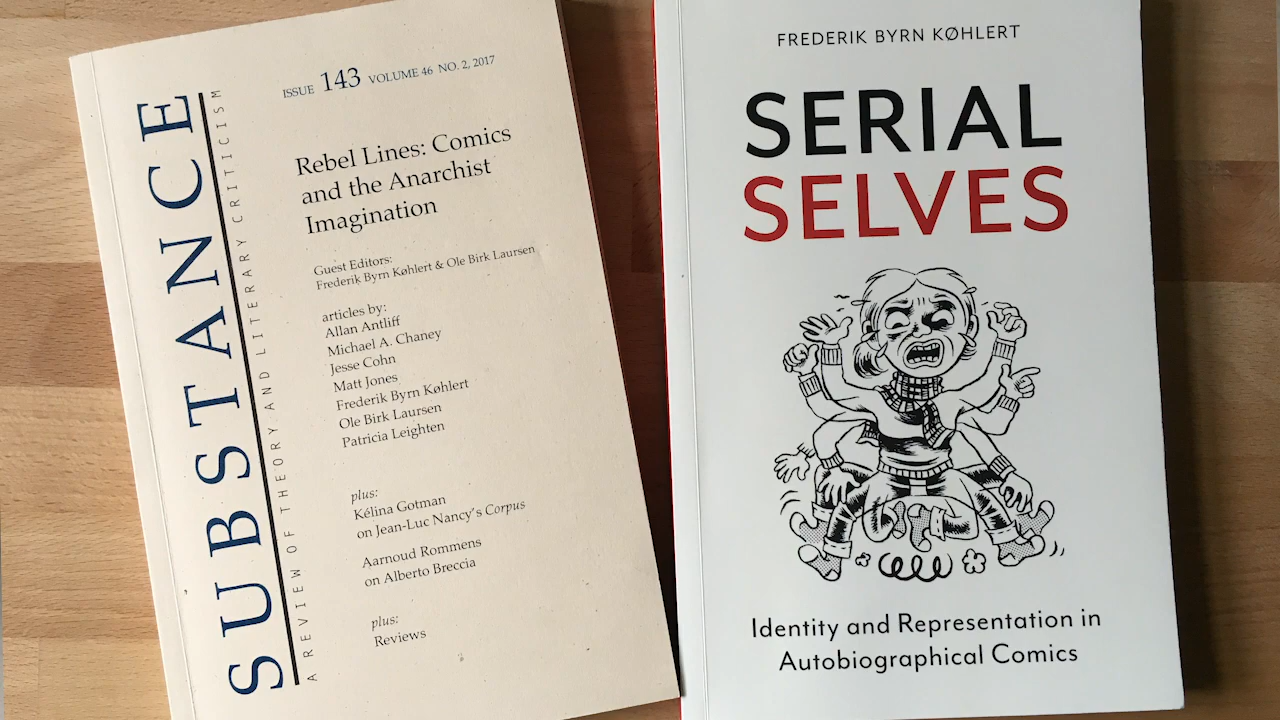 SUBSTANCE
A REVIEW OF THEORY AND LITERARY CRITICISM
ISSUE 143 VOLUME 46 NO. 2, 2017
Rebel Lines: Comics
and the Anarchist
Imagination
Guest Editors:
Frederik Byrn Køhlert & Ole Birk Laursen
articles by:
Allan Antliff
Michael A. Chaney
Jesse Cohn
Matt Jones
Frederik Byrn Køhlert
Ole Birk Laursen
Patricia Leighten
plus:
Kélina Gotman
on Jean-Luc Nancy's Corpus
Aarnoud Rommens
on Alberto Breccia
plus:
Reviews
FREDERIK BYRN KØHLERT
SERIAL
SELVES
Identity and Representation in
Autobiographical Comics